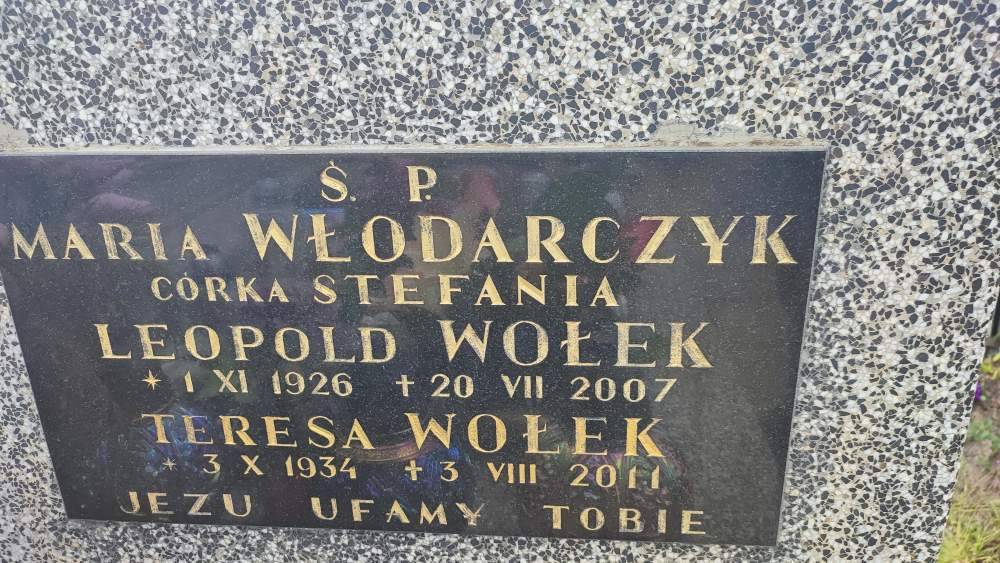 Ś. P.
MARIA WŁODARCZYK
CÓRKA STEFANIA
LEOPOLD WOŁEK
* 1 XI 1926 + 20 VII 2007
TERESA WOŁEK
* 3 X 1934 + 3 VIII 2011
JEZU UFAMY TOBIE